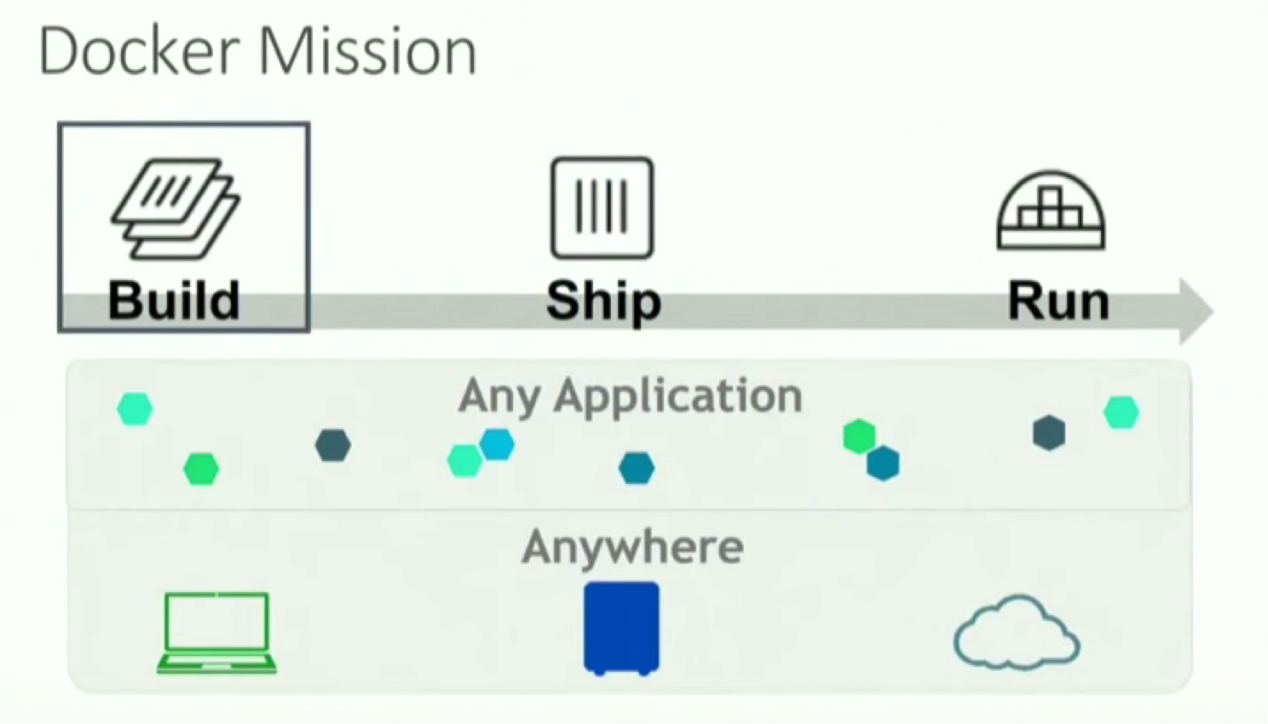 Docker Mission
Build Ship Run
Any Application
Anywhere